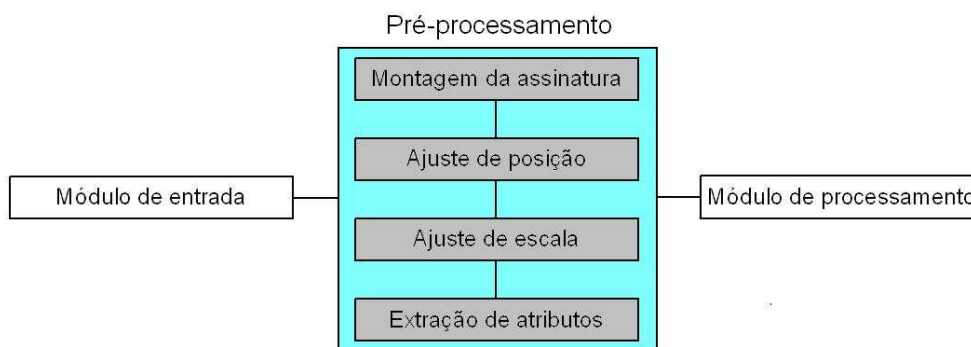 Pré-processamento
Montagem da assinatura
Ajuste de posição
Módulo de entrada
Módulo de processamento
Ajuste de escala
Extração de atributos